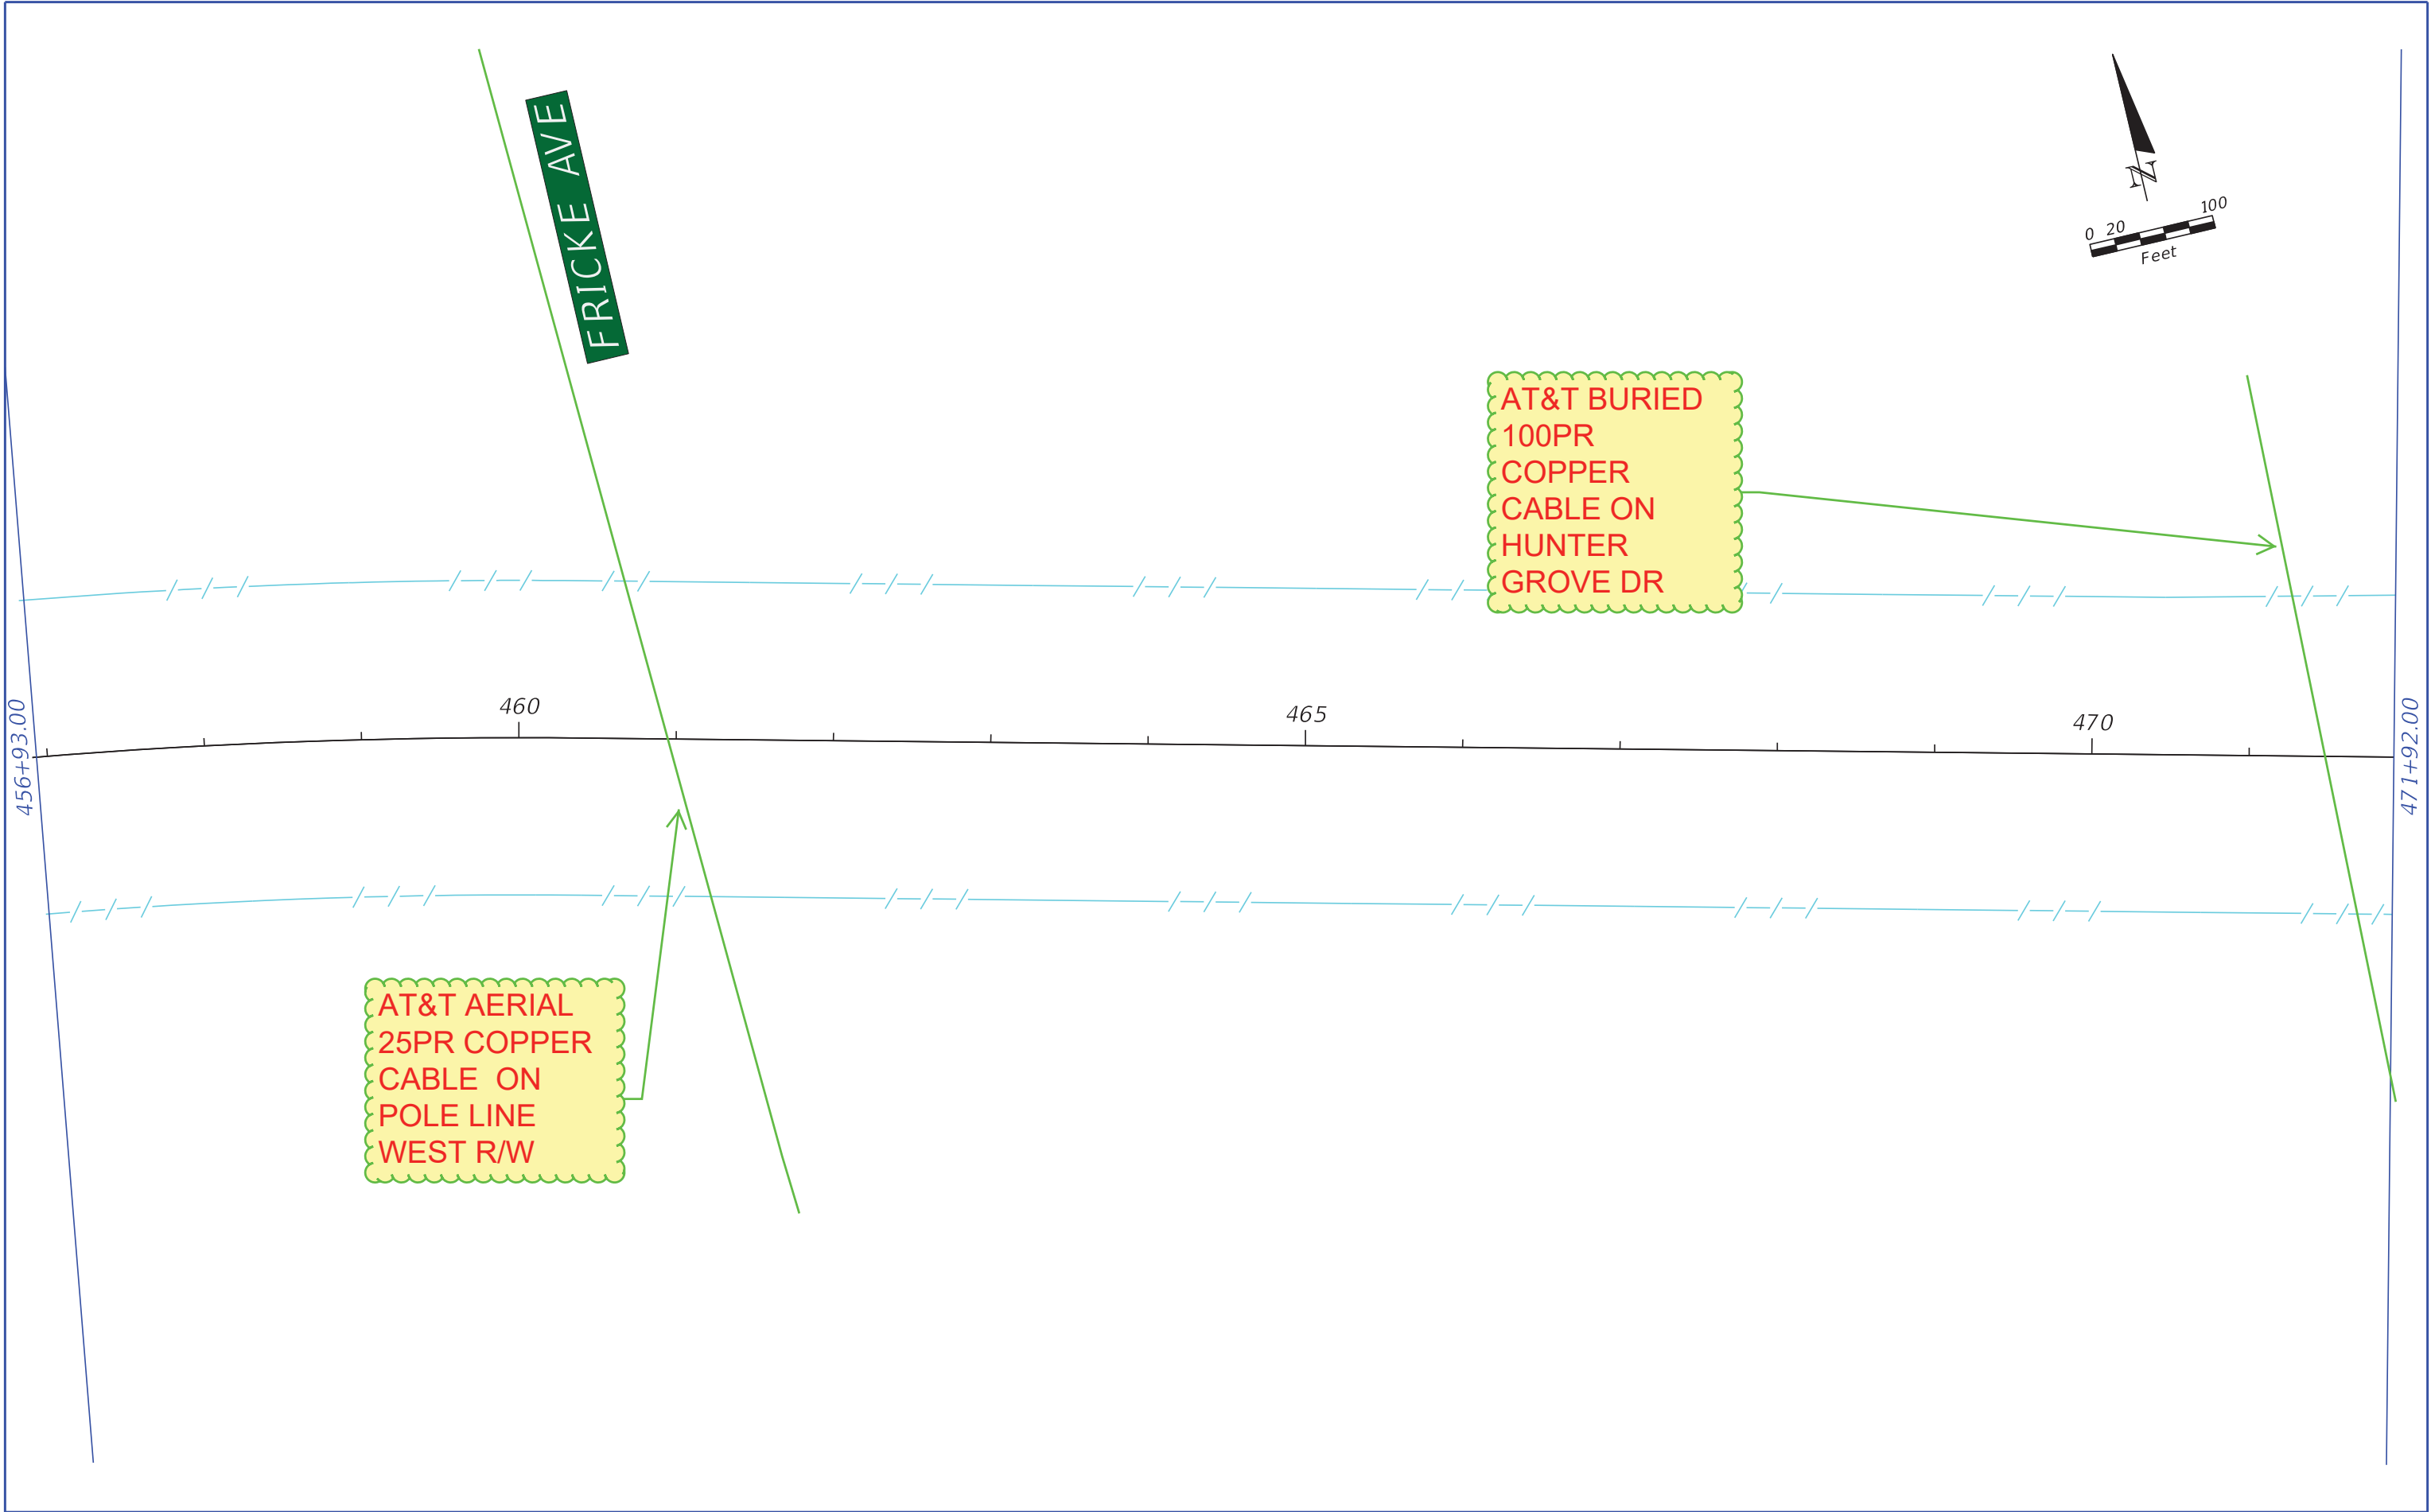 FRICKE AVE
N
0 20 100
Feet
AT&T BURIED
100PR
COPPER
CABLE ON
HUNTER
GROVE DR
456+93.00
460
465
470
471+92.00
AT&T AERIAL
25PR COPPER
CABLE ON
POLE LINE
WEST R/W